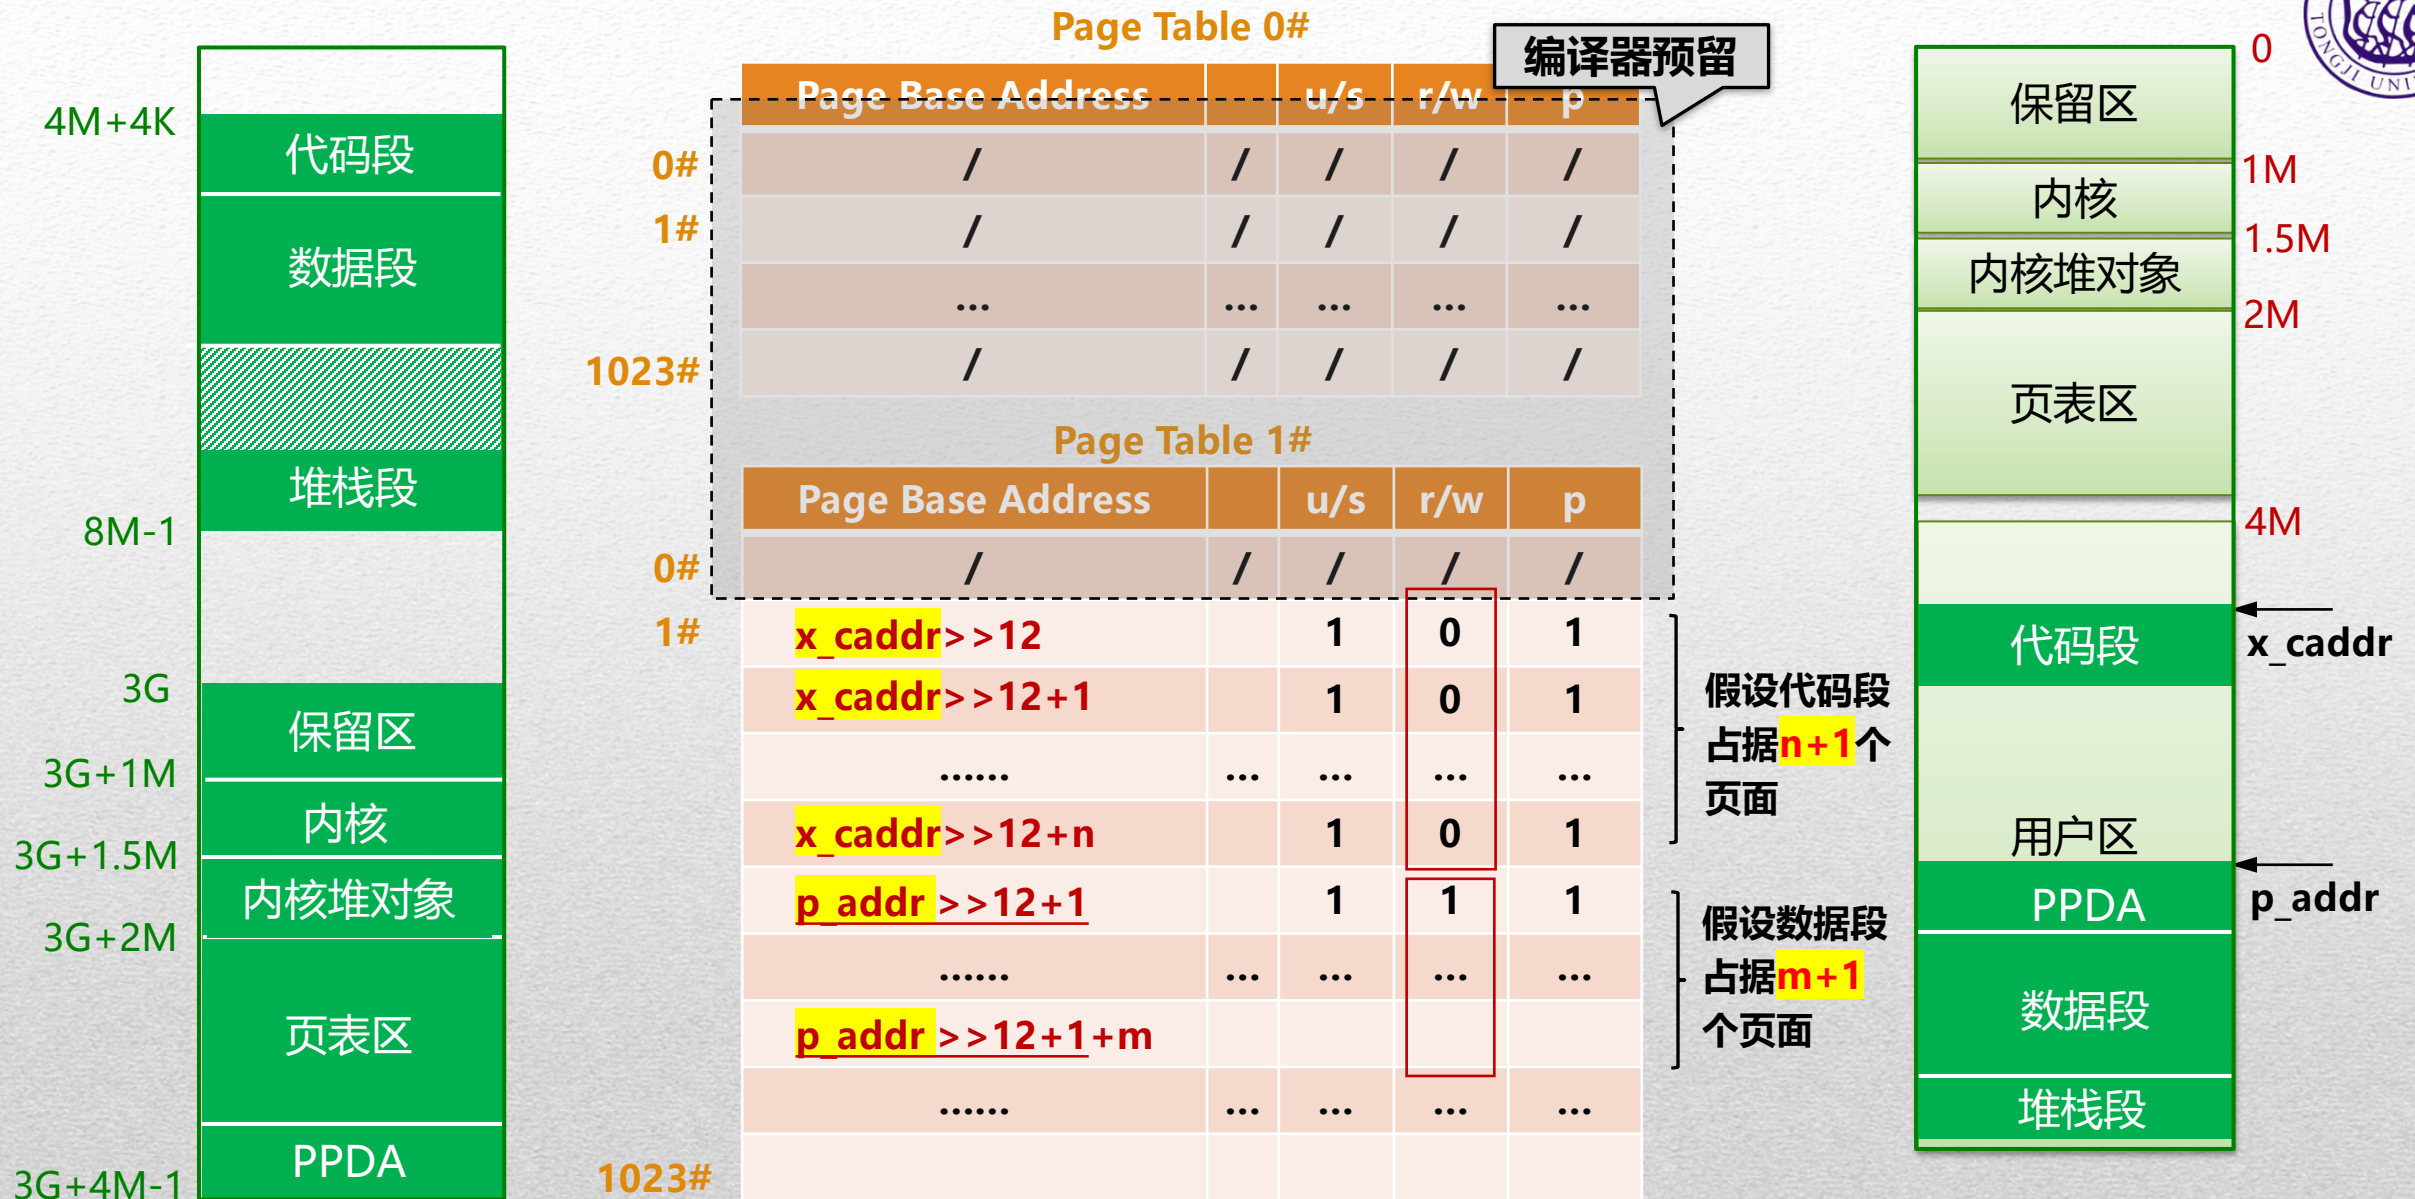 4M+4K
代码段
数据段
堆栈段
8M-1
3G
保留区
3G+1M
内核
3G+1.5M
内核堆对象
3G+2M
页表区
PPDA
3G+4M-1
Page Table 0#
编译器预留
Page Base Address u/s r/w p
0# / / / / /
1# / / / / /
... ... ... ... ...
1023# / / / / /
Page Table 1#
Page Base Address u/s r/w p
0# / / / / /
1# x_caddr>>12 1 0 1
x_caddr>>12+1 1 0 1
...... ... ... ... ...
x_caddr>>12+n 1 0 1
p_addr >>12+1 1 1 1
...... ... ... ... ...
p_addr >>12+1+m
...... ... ... ... ...
1023#
假设代码段
占据n+1个
页面
假设数据段
占据m+1
个页面
0
保留区
1M
内核
1.5M
内核堆对象
2M
页表区
4M
代码段
x_caddr
用户区
PPDA
p_addr
数据段
堆栈段
TONGJI UNI